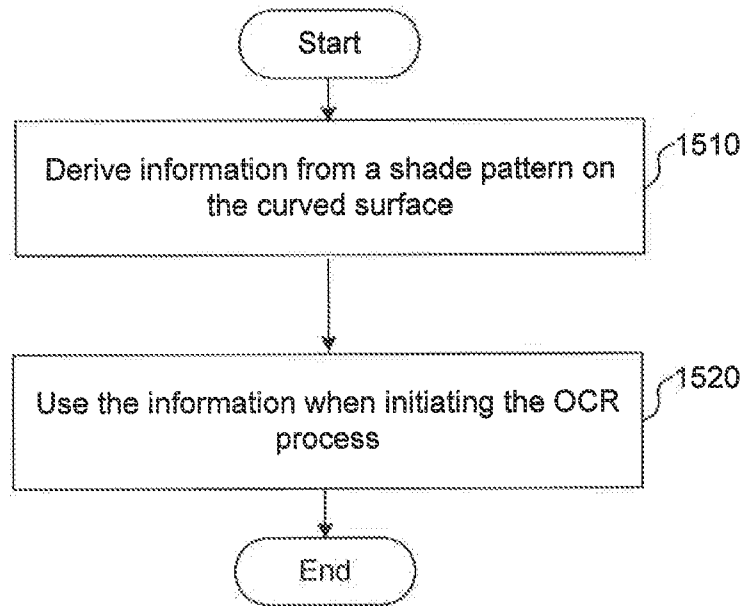 Start
Derive information from a shade pattern on
the curved surface
1510
Use the information when initiating the OCR
process
1520
End